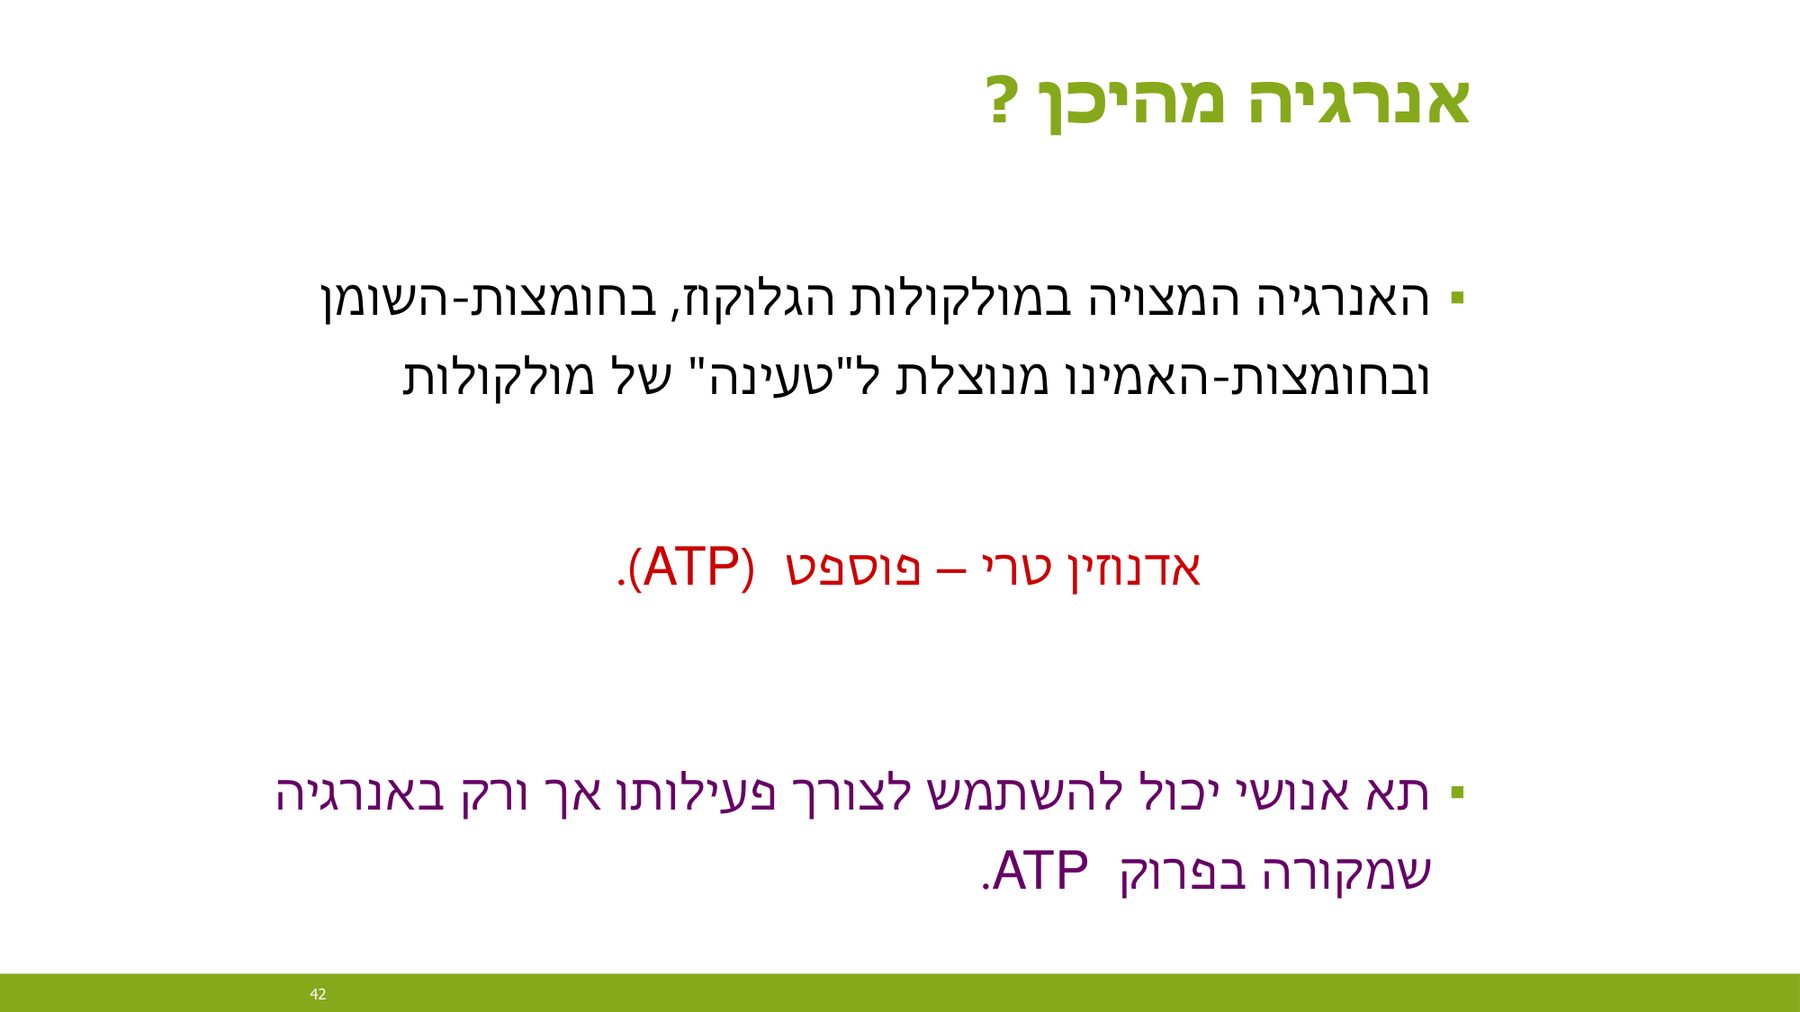 אנרגיה מהיכן ?
▪ האנרגיה המצויה במולקולות הגלוקוז, בחומצות-השומן
ובחומצות-האמינו מנוצלת ל"טעינה" של מולקולות
אדנוזין טרי – פוספט (ATP).
▪ תא אנושי יכול להשתמש לצורך פעילותו אך ורק באנרגיה
שמקורה בפרוק ATP.
42